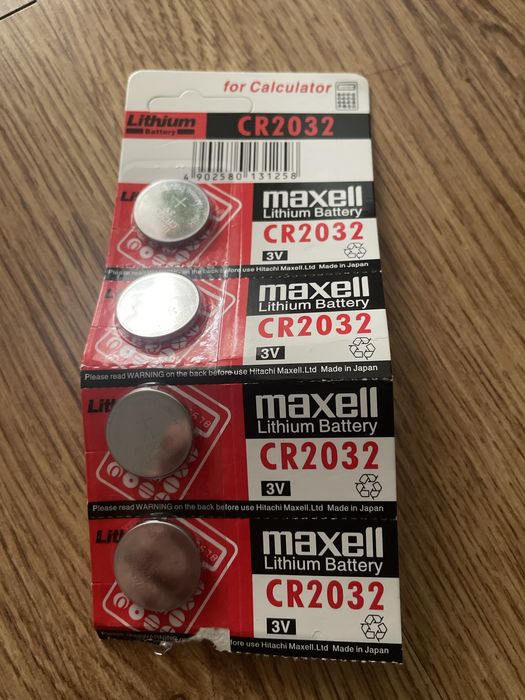 for Calculator
Lithium
Battery
CR2032
4 902580 131258
maxell
Lithium Battery
CR2032
3V
Please read WARNING on the back before use Hitachi Maxell.Ltd Made in Japan
maxell
Lithium Battery
CR2032
3V
Please read WARNING on the back before use Hitachi Maxell.Ltd Made in Japan
Lit
maxell
Lithium Battery
CR2032
3V
Please read WARNING on the back before use Hitachi Maxell.Ltd Made in Japan
Lith
maxell
Lithium Battery
CR2032
3V
before use Hitachi Maxell.Ltd Made in Japan